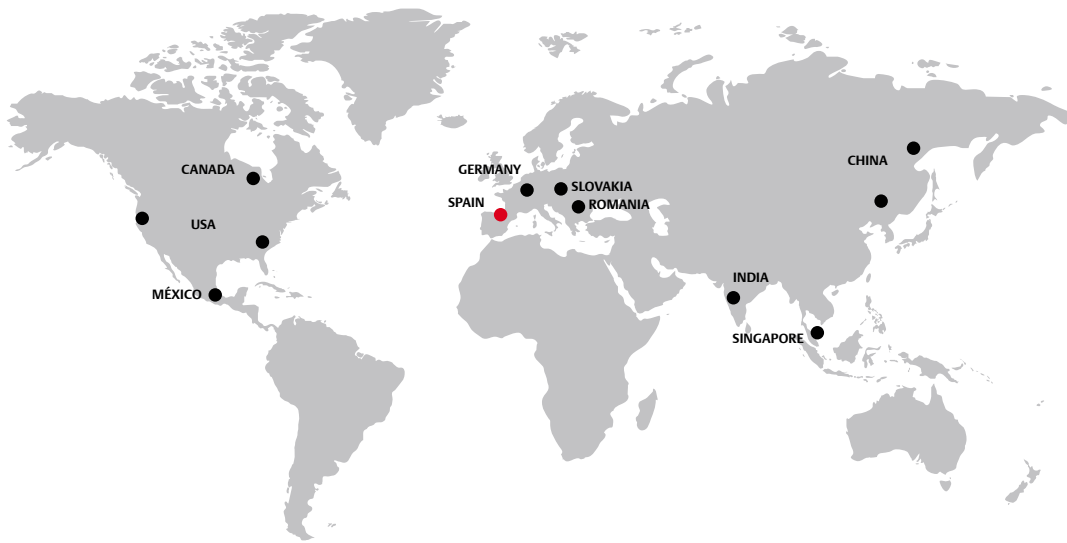 CHINA
GERMANY
CANADA
SLOVAKIA
SPAIN
ROMANIA
USA
INDIA
MÉXICO
SINGAPORE